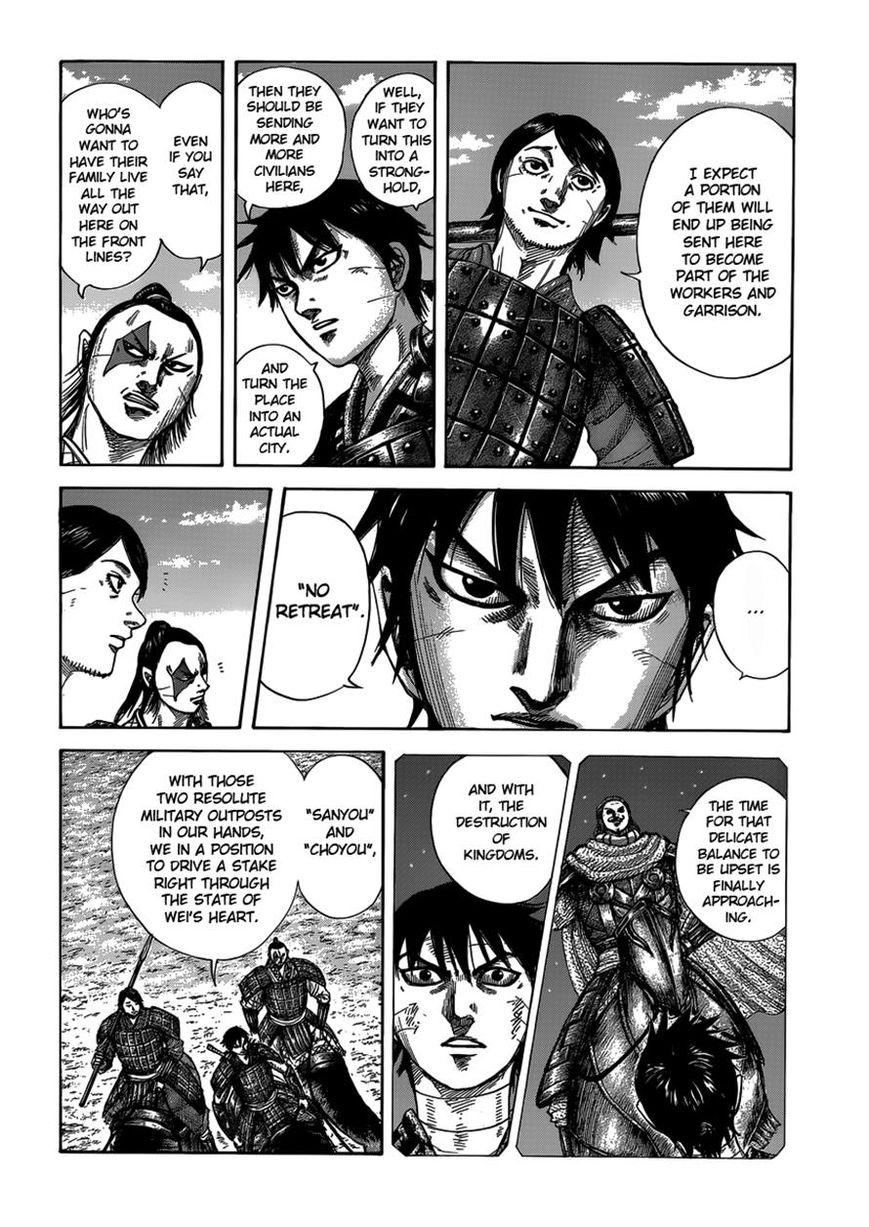 I EXPECT
A PORTION
OF THEM WILL
END UP BEING
SENT HERE
TO BECOME
PART OF THE
WORKERS AND
GARRISON.
WELL,
IF THEY
WANT TO
TURN THIS
INTO A
STRONG-
HOLD,
THEN THEY
SHOULD BE
SENDING
MORE AND
MORE
CIVILIANS
HERE,
AND
TURN THE
PLACE
INTO AN
ACTUAL
CITY.
EVEN
IF YOU
SAY
THAT,
WHO'S
GONNA
WANT TO
HAVE THEIR
FAMILY LIVE
ALL THE
WAY OUT
HERE ON
THE FRONT
LINES?
...
"NO
RETREAT".
THE TIME
FOR THAT
DELICATE
BALANCE TO
BE UPSET IS
FINALLY
APPROACH-
ING.
AND WITH
IT, THE
DESTRUCTION
OF
KINGDOMS.
"SANYOU"
AND
"CHOYOU",
WITH THOSE
TWO RESOLUTE
MILITARY OUTPOSTS
IN OUR HANDS,
WE IN A POSITION
TO DRIVE A STAKE
RIGHT THROUGH
THE STATE OF
WEI'S HEART.